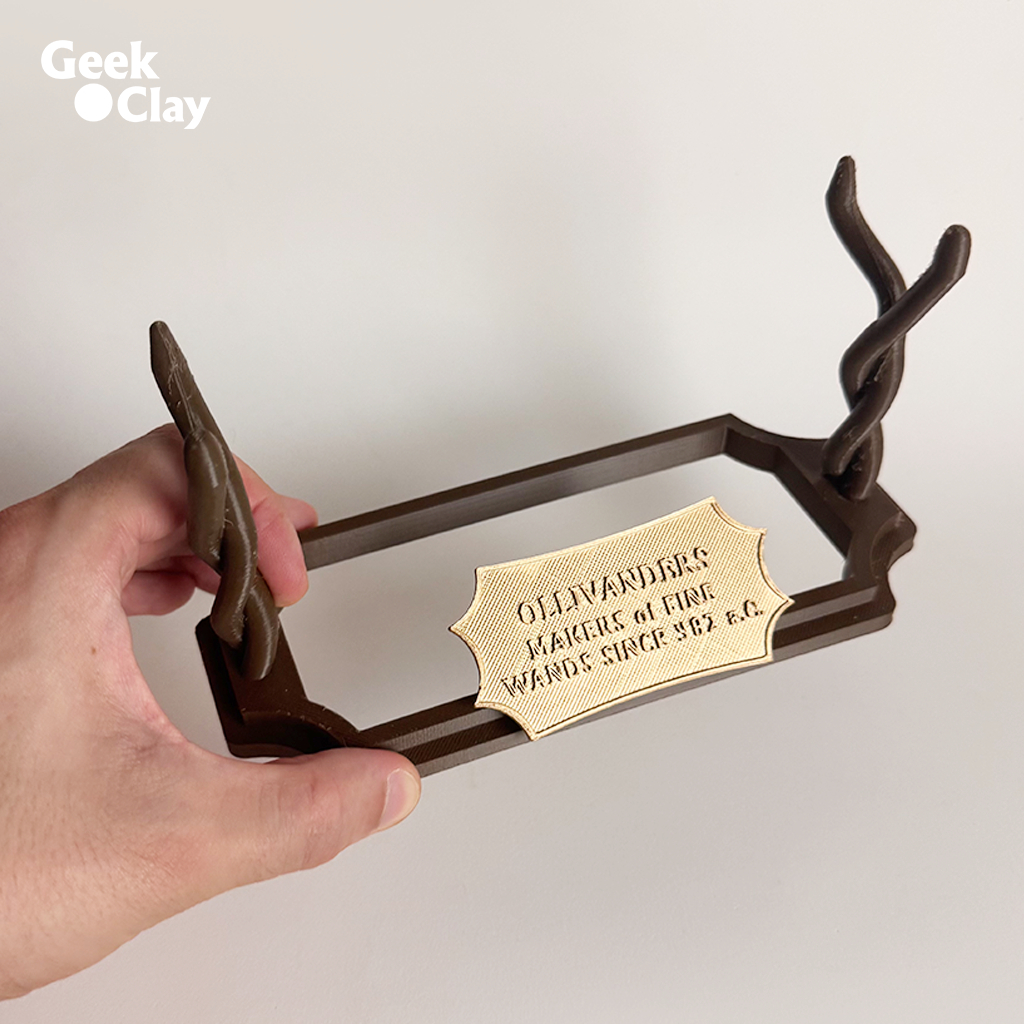 Geek
Clay
OLLIVANDERS
MAKERS of FINE
WANDS SINCE 382 B.C.